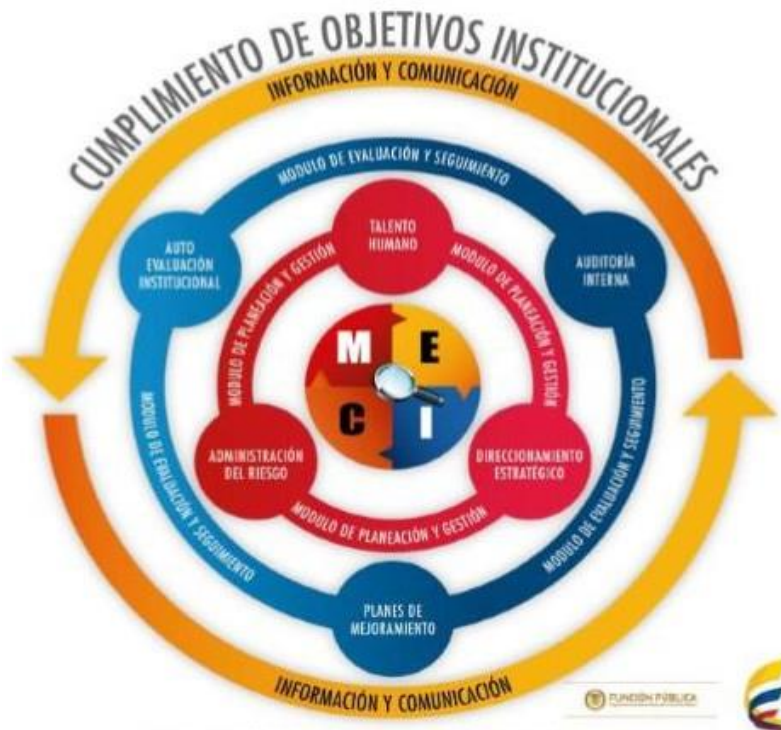 CUMPLIMIENTO DE OBJETIVOS INSTITUCIONALES
INFORMACIÓN Y COMUNICACIÓN
MODULO DE EVALUACIÓN Y SEGUIMIENTO
TALENTO
HUMANO
AUTO
EVALUACIÓN
INSTITUCIONAL
AUDITORÍA
INTERNA
MODULO DE PLANEACIÓN Y GESTIÓN
MODULO DE PLANEACIÓN Y GESTIÓN
M E
C I
MODULO DE EVALUACIÓN Y SEGUIMIENTO
MODULO DE EVALUACIÓN Y SEGUIMIENTO
ADMINISTRACIÓN
DEL RIESGO
DIRECCIONAMIENTO
ESTRATÉGICO
MODULO DE PLANEACIÓN Y GESTIÓN
PLANES DE
MEJORAMIENTO
INFORMACIÓN Y COMUNICACIÓN
FUNCIÓN PÚBLICA